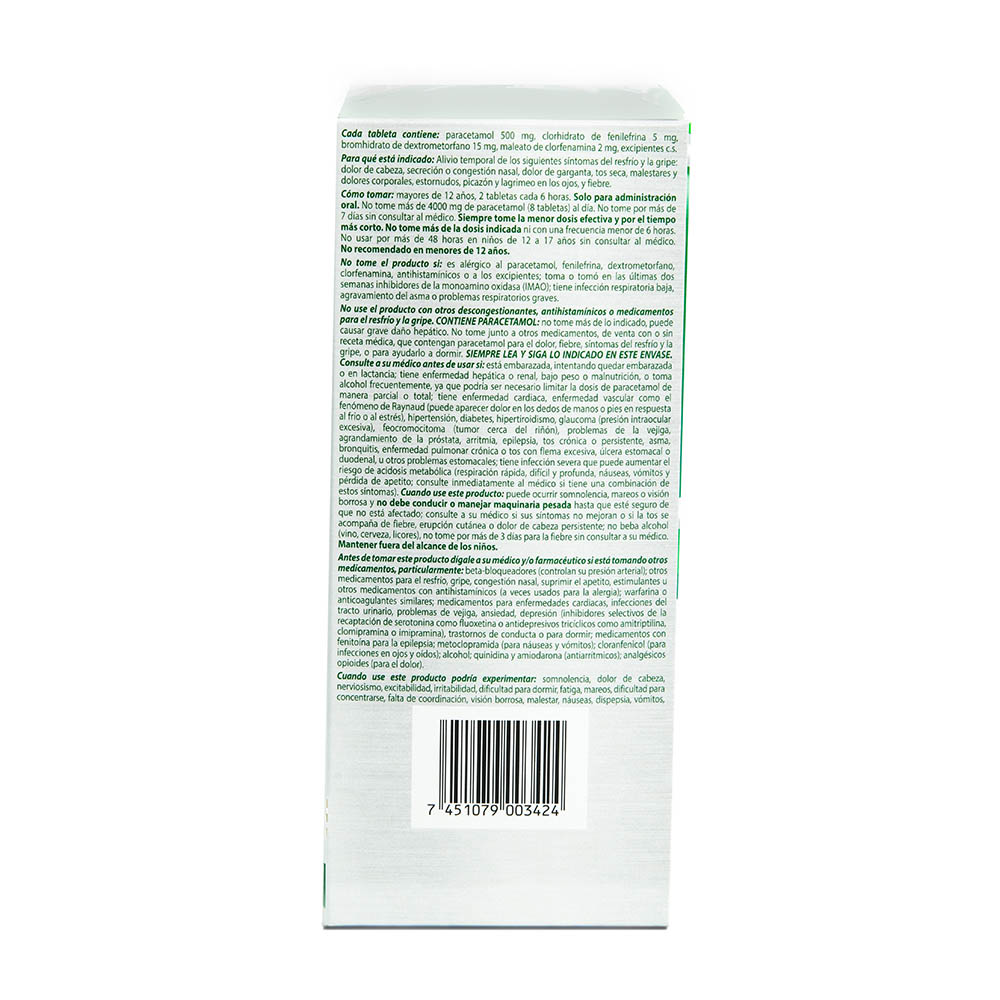 Cada tableta contiene: paracetamol 500 mg, clorhidrato de fenilefrina 5 mg,
bromhidrato de dextrometorfano 15 mg, maleato de clorfenamina 2 mg, excipientes c.s.
Para qué está indicado: Alivio temporal de los siguientes síntomas del resfrío y la gripe:
dolor de cabeza, secreción o congestión nasal, dolor de garganta, tos seca, malestares y
dolores corporales, estornudos, picazón y lagrimeo en los ojos, y fiebre.
Cómo tomar: mayores de 12 años, 2 tabletas cada 6 horas. Solo para administración
oral. No tome más de 4000 mg de paracetamol (8 tabletas) al día. No tome por más de
7 días sin consultar al médico. Siempre tome la menor dosis efectiva y por el tiempo
más corto. No tome más de la dosis indicada ni con una frecuencia menor de 6 horas.
No usar por más de 48 horas en niños de 12 a 17 años sin consultar al médico.
No recomendado en menores de 12 años.
No tome el producto si: es alérgico al paracetamol, fenilefrina, dextrometorfano,
clorfenamina, antihistamínicos o a los excipientes; toma o tomó en las últimas dos
semanas inhibidores de la monoamino oxidasa (IMAO); tiene infección respiratoria baja,
agravamiento del asma o problemas respiratorios graves.
No use el producto con otros descongestionantes, antihistamínicos o medicamentos
para el resfrío y la gripe. CONTIENE PARACETAMOL: no tome más de lo indicado, puede
causar grave daño hepático. No tome junto a otros medicamentos, de venta con o sin
receta médica, que contengan paracetamol para el dolor, fiebre, síntomas del resfrío y la
gripe, o para ayudarlo a dormir. SIEMPRE LEA Y SIGA LO INDICADO EN ESTE ENVASE.
Consulte a su médico antes de usar si: está embarazada, intentando quedar embarazada
o en lactancia; tiene enfermedad hepática o renal, bajo peso o malnutrición, o toma
alcohol frecuentemente, ya que podría ser necesario limitar la dosis de paracetamol de
manera parcial o total; tiene enfermedad cardiaca, enfermedad vascular como el
fenómeno de Raynaud (puede aparecer dolor en los dedos de manos o pies en respuesta
al frío o al estrés), hipertensión, diabetes, hipertiroidismo, glaucoma (presión intraocular
excesiva), feocromocitoma (tumor cerca del riñón), problemas de la vejiga,
agrandamiento de la próstata, arritmia, epilepsia, tos crónica o persistente, asma,
bronquitis, enfermedad pulmonar crónica o tos con flema excesiva, úlcera estomacal o
duodenal, u otros problemas estomacales; tiene infección severa que puede aumentar el
riesgo de acidosis metabólica (respiración rápida, difícil y profunda, náuseas, vómitos y
pérdida de apetito; consulte inmediatamente al médico si tiene una combinación de
estos síntomas). Cuando use este producto: puede ocurrir somnolencia, mareos o visión
borrosa y no debe conducir o manejar maquinaria pesada hasta que esté seguro de
que no está afectado; consulte a su médico si sus síntomas no mejoran o si la tos se
acompaña de fiebre, erupción cutánea o dolor de cabeza persistente; no beba alcohol
(vino, cerveza, licores), no tome por más de 3 días para la fiebre sin consultar a su médico.
Mantener fuera del alcance de los niños.
Antes de tomar este producto dígale a su médico y/o farmacéutico si está tomando otros
medicamentos, particularmente: beta-bloqueadores (controlan su presión arterial); otros
medicamentos para el resfrío, gripe, congestión nasal, suprimir el apetito, estimulantes u
otros medicamentos con antihistamínicos (a veces usados para la alergia); warfarina o
anticoagulantes similares; medicamentos para enfermedades cardiacas, infecciones del
tracto urinario, problemas de vejiga, ansiedad, depresión (inhibidores selectivos de la
recaptación de serotonina como fluoxetina o antidepresivos tricíclicos como amitriptilina,
clomipramina o imipramina), trastornos de conducta o para dormir; medicamentos con
fenitoína para la epilepsia; metoclopramida (para náuseas y vómitos); cloranfenicol (para
infecciones en ojos y oídos); alcohol; quinidina y amiodarona (antiarrítmicos); analgésicos
opioides (para el dolor).
Cuando use este producto podría experimentar: somnolencia, dolor de cabeza,
nerviosismo, excitabilidad, irritabilidad, dificultad para dormir, fatiga, mareos, dificultad para
concentrarse, falta de coordinación, visión borrosa, malestar, náuseas, dispepsia, vómitos,
7 451079 003424